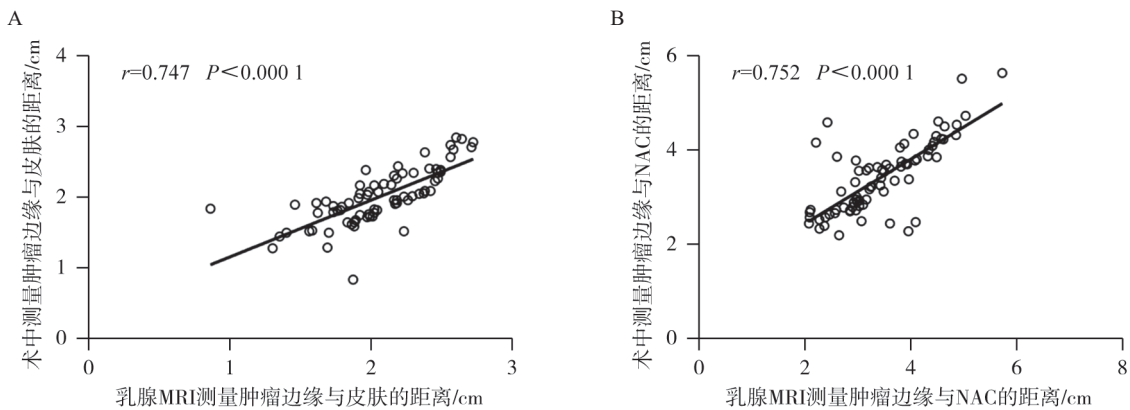 A
r=0.747 P＜0.000 1
术中测量肿瘤边缘与皮肤的距离/cm
4
3
2
1
0
0 1 2 3
乳腺MRI测量肿瘤边缘与皮肤的距离/cm
B
r=0.752 P＜0.000 1
术中测量肿瘤边缘与NAC的距离/cm
6
4
2
0
0 2 4 6 8
乳腺MRI测量肿瘤边缘与NAC的距离/cm